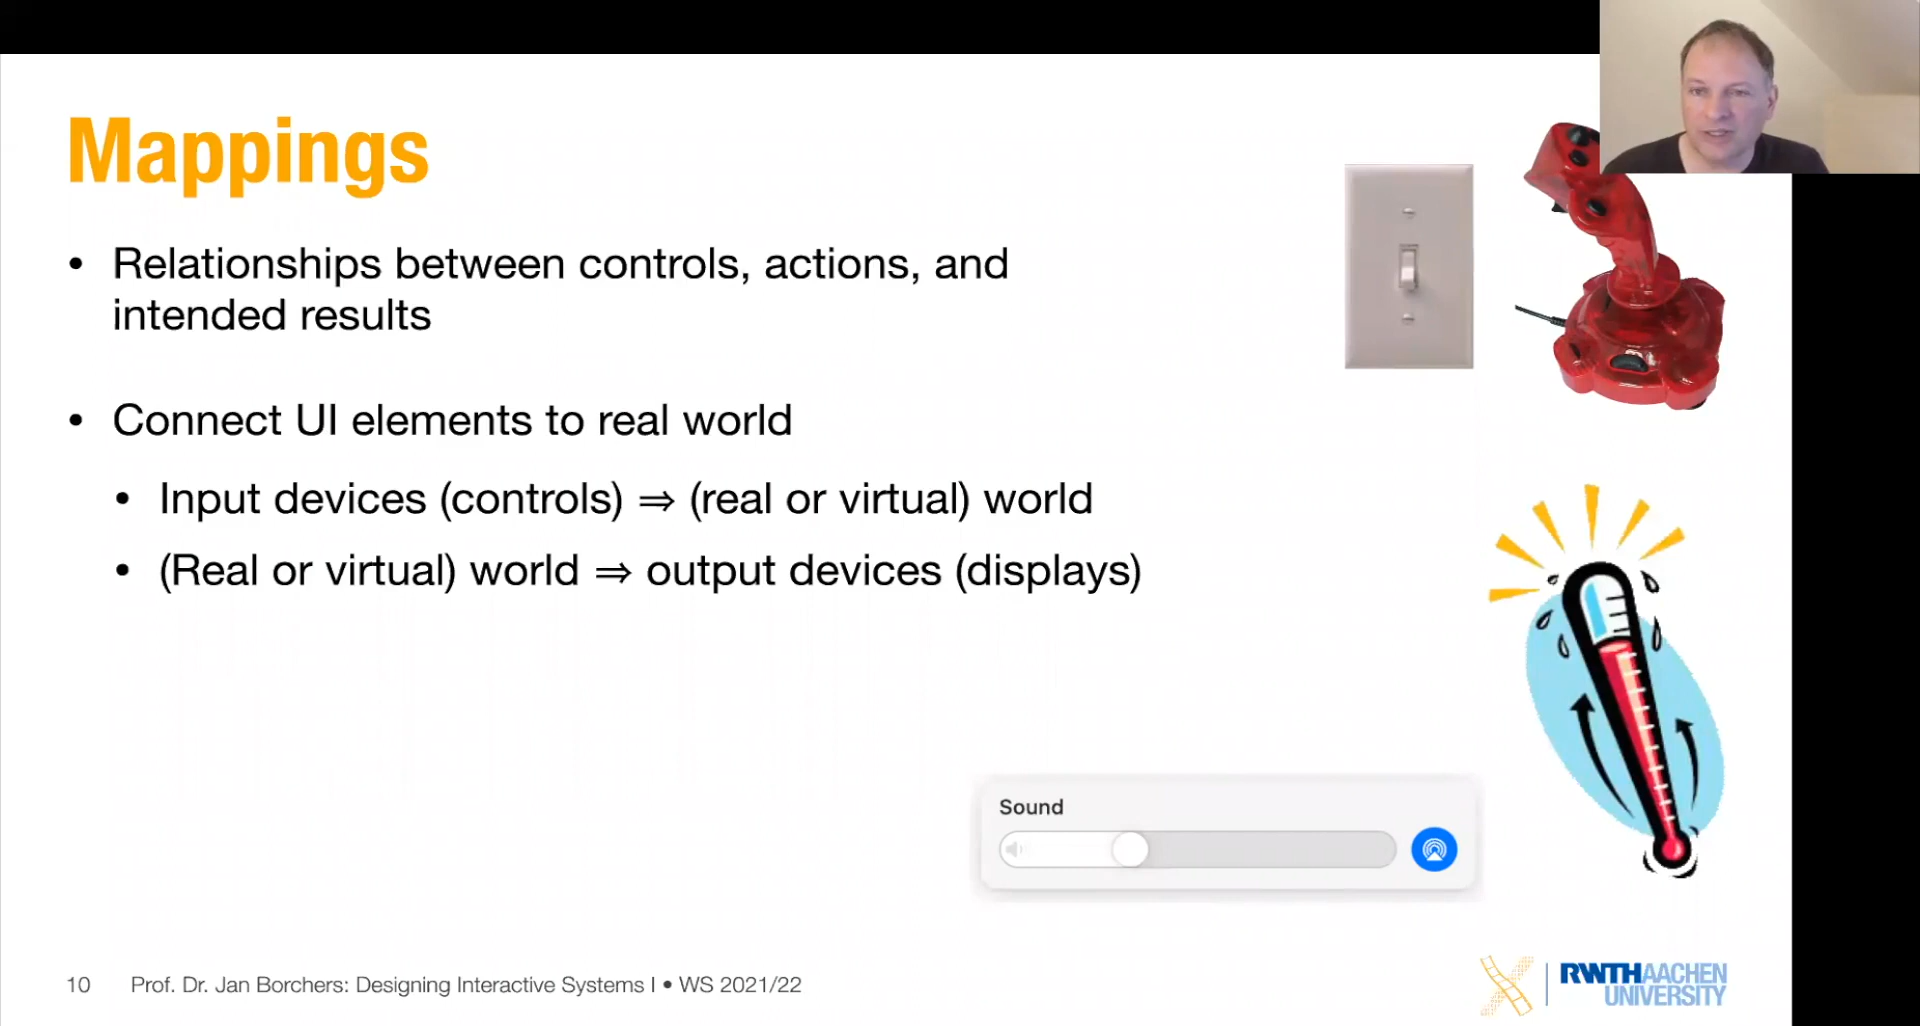 Mappings
• Relationships between controls, actions, and
intended results
• Connect UI elements to real world
• Input devices (controls) ⇒ (real or virtual) world
• (Real or virtual) world ⇒ output devices (displays)
Sound
10 Prof. Dr. Jan Borchers: Designing Interactive Systems I • WS 2021/22
RWTHAACHEN
UNIVERSITY